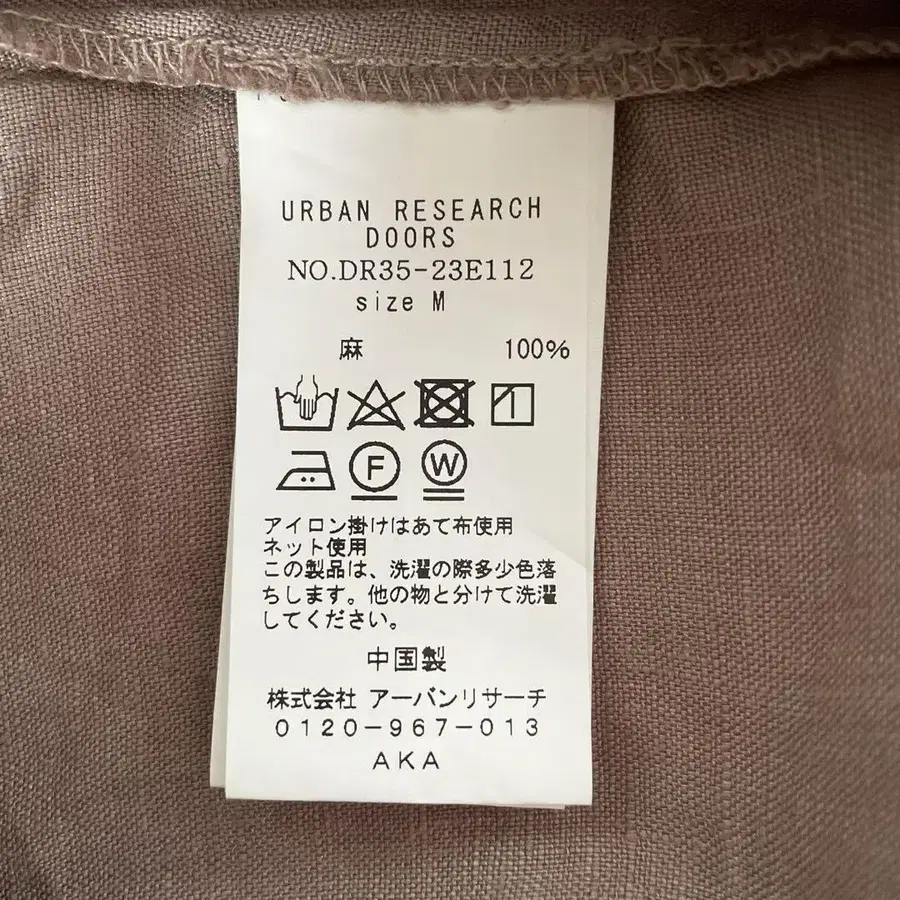 URBAN RESEARCH
DOORS
NO.DR35-23E112
size M
麻 100%
F W
アイロン掛けはあて布使用
ネット使用
この製品は、洗濯の際多少色落
ちします。他の物と分けて洗濯
してください。
中国製
株式会社 アーバンリサーチ
0120-967-013
AKA